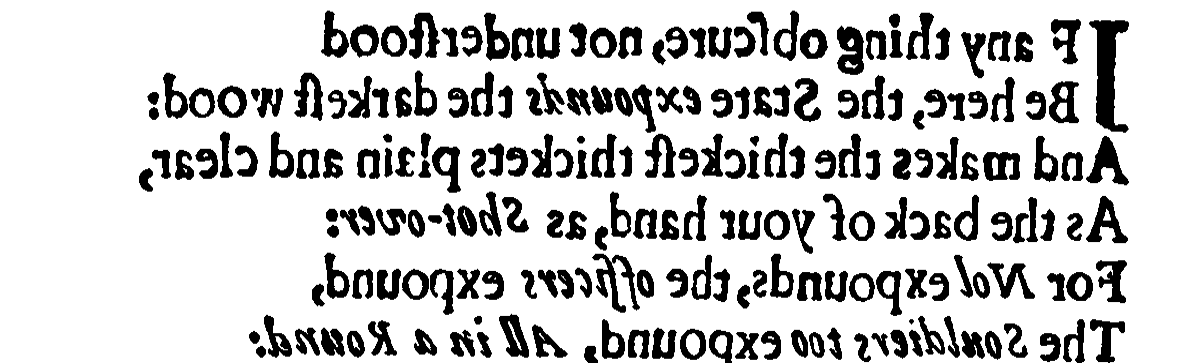 IF any thing obſcure, not underſtood
Be here, the State expounds the darkeſt wood:
And makes the thickeſt thickets plain and clear,
As the back of your hand, as Shot-over:
For Nol expounds, the officers expound,
The Souldiers too expound, All in a Round: